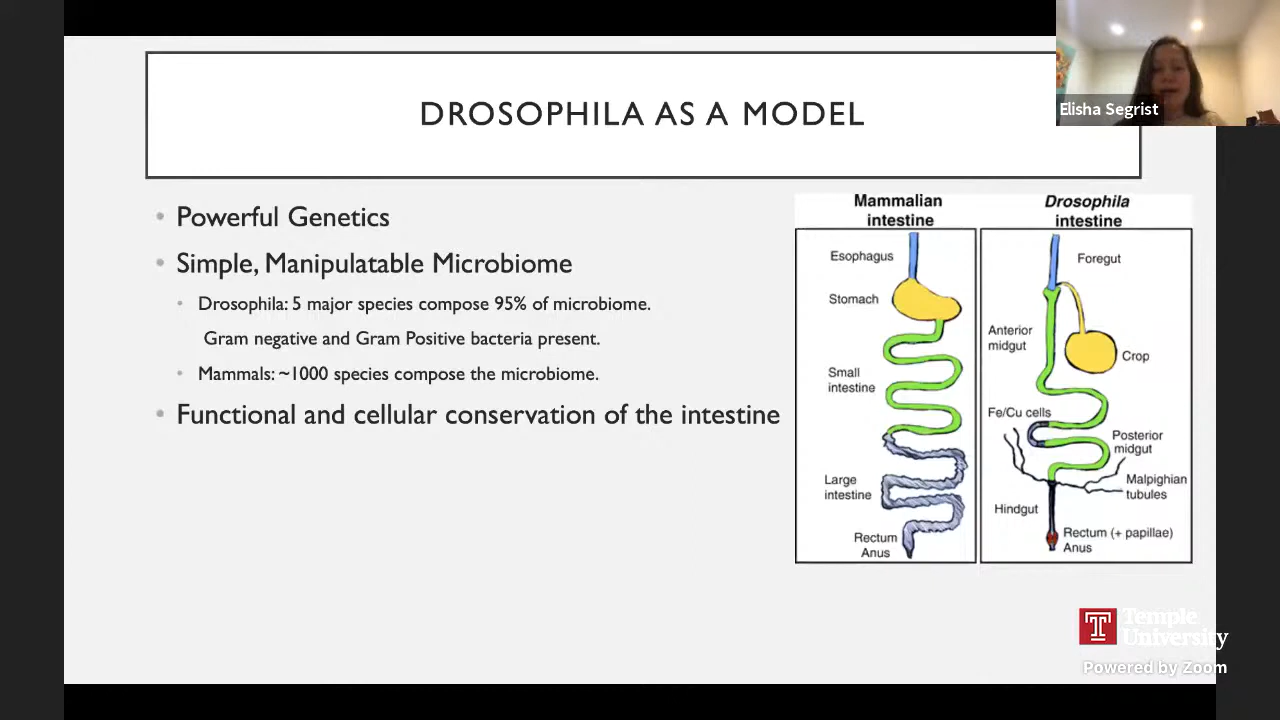 DROSOPHILA AS A MODEL
Elisha Segrist
• Powerful Genetics
• Simple, Manipulatable Microbiome
• Drosophila: 5 major species compose 95% of microbiome.
Gram negative and Gram Positive bacteria present.
• Mammals: ~1000 species compose the microbiome.
• Functional and cellular conservation of the intestine
Mammalian
intestine
Esophagus
Stomach
Small
intestine
Large
intestine
Rectum
Anus
Drosophila
intestine
Foregut
Anterior
midgut
Crop
Fe/Cu cells
Posterior
midgut
Malpighian
tubules
Hindgut
Rectum (+ papillae)
Anus
Temple
University
Powered by Zoom